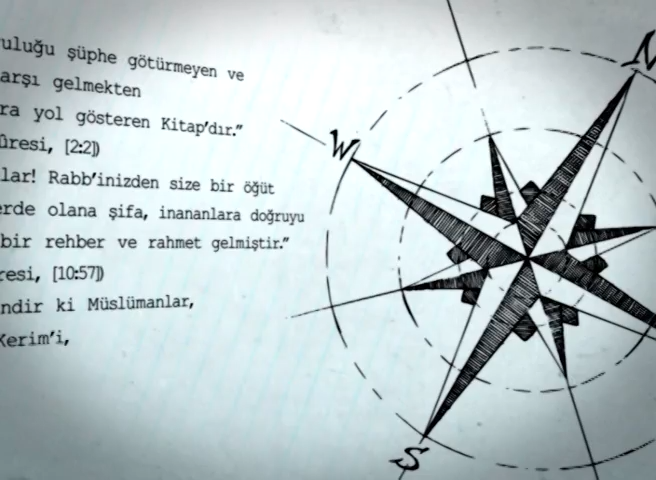 uluğu şüphe götürmeyen ve
arşı gelmekten
ra yol gösteren Kitap'dır."
ûresi, [2:2])
lar! Rabb'inizden size bir öğüt
erde olana şifa, inananlara doğruyu
bir rehber ve rahmet gelmiştir."
resi, [10:57])
ndir ki Müslümanlar,
Kerim'i,
N
W
S